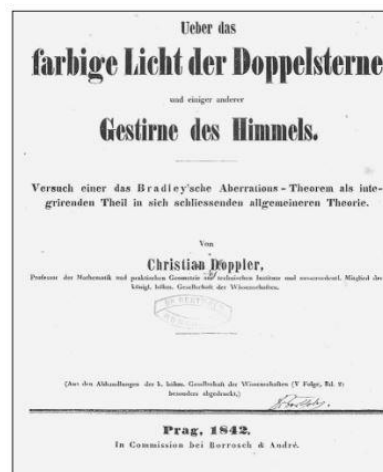 Ueber das
farbige Licht der Doppelsterne
und einiger anderer
Gestirne des Himmels.
Versuch einer das Bradley'sche Aberrations-Theorem als inte-
grirenden Theil in sich schliessenden allgemeineren Theorie.
Von
Christian Doppler,
Professor der Mathematik und praktischen Geometrie am technischen Institute und ausserordentl. Mitglied der
königl. böhm. Gesellschaft der Wissenschaften.
(Aus den Abhandlungen der k. böhm. Gesellschaft der Wissenschaften (V Folge, Bd. 2)
besonders abgedruckt.)
Prag, 1842.
In Commission bei Borrosch & André.